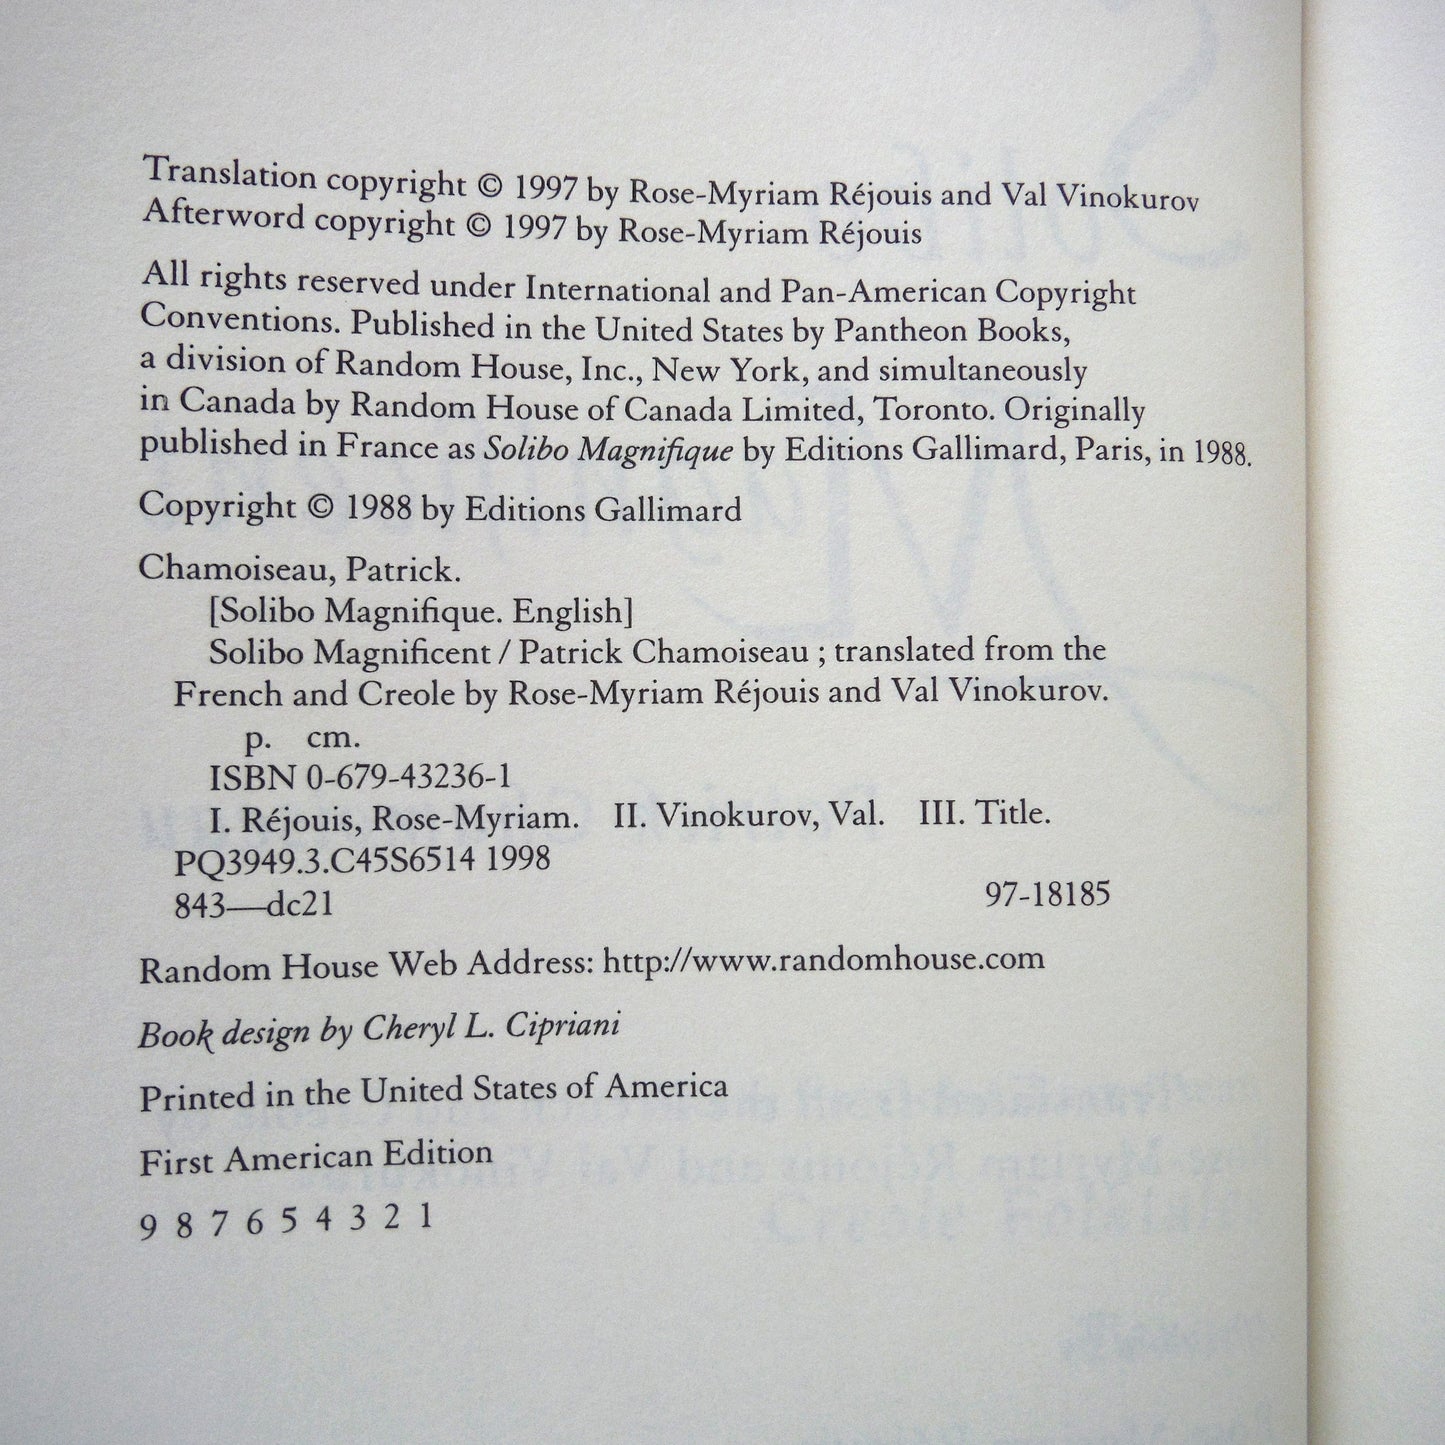 Translation copyright © 1997 by Rose-Myriam Réjouis and Val Vinokurov
Afterword copyright © 1997 by Rose-Myriam Réjouis
All rights reserved under International and Pan-American Copyright
Conventions. Published in the United States by Pantheon Books,
a division of Random House, Inc., New York, and simultaneously
in Canada by Random House of Canada Limited, Toronto. Originally
published in France as Solibo Magnifique by Editions Gallimard, Paris, in 1988.
Copyright © 1988 by Editions Gallimard
Chamoiseau, Patrick.
[Solibo Magnifique. English]
Solibo Magnificent / Patrick Chamoiseau ; translated from the
French and Creole by Rose-Myriam Réjouis and Val Vinokurov.
p. cm.
ISBN 0-679-43236-1
I. Réjouis, Rose-Myriam. II. Vinokurov, Val. III. Title.
PQ3949.3.C45S6514 1998
843—dc21 97-18185
Random House Web Address: http://www.randomhouse.com
Book design by Cheryl L. Cipriani
Printed in the United States of America
First American Edition
9 8 7 6 5 4 3 2 1